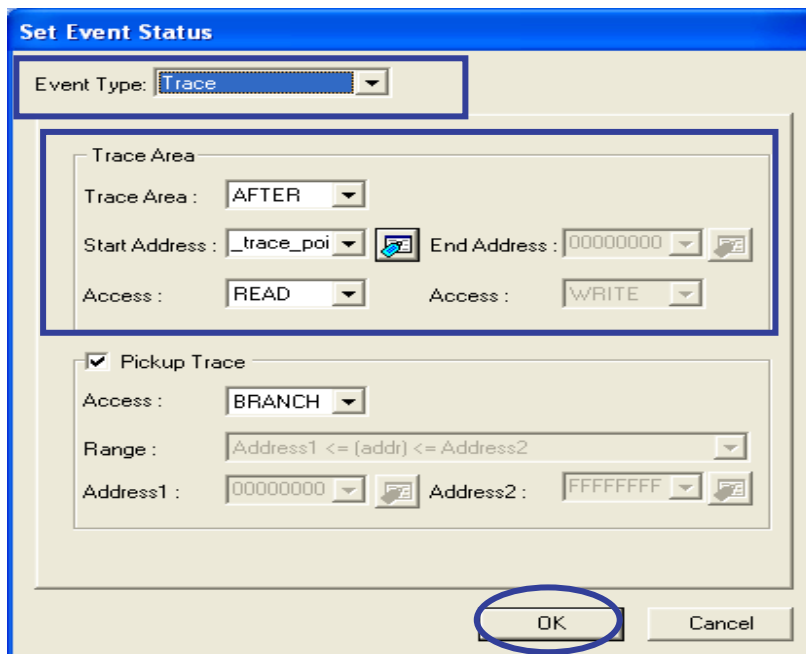 Set Event Status
Event Type: Trace
Trace Area
Trace Area : AFTER
Start Address : _trace_poi End Address : 00000000
Access : READ Access : WRITE
Pickup Trace
Access : BRANCH
Range : Address1 <= (addr) <= Address2
Address1 : 00000000 Address2 : FFFFFFFF
OK Cancel